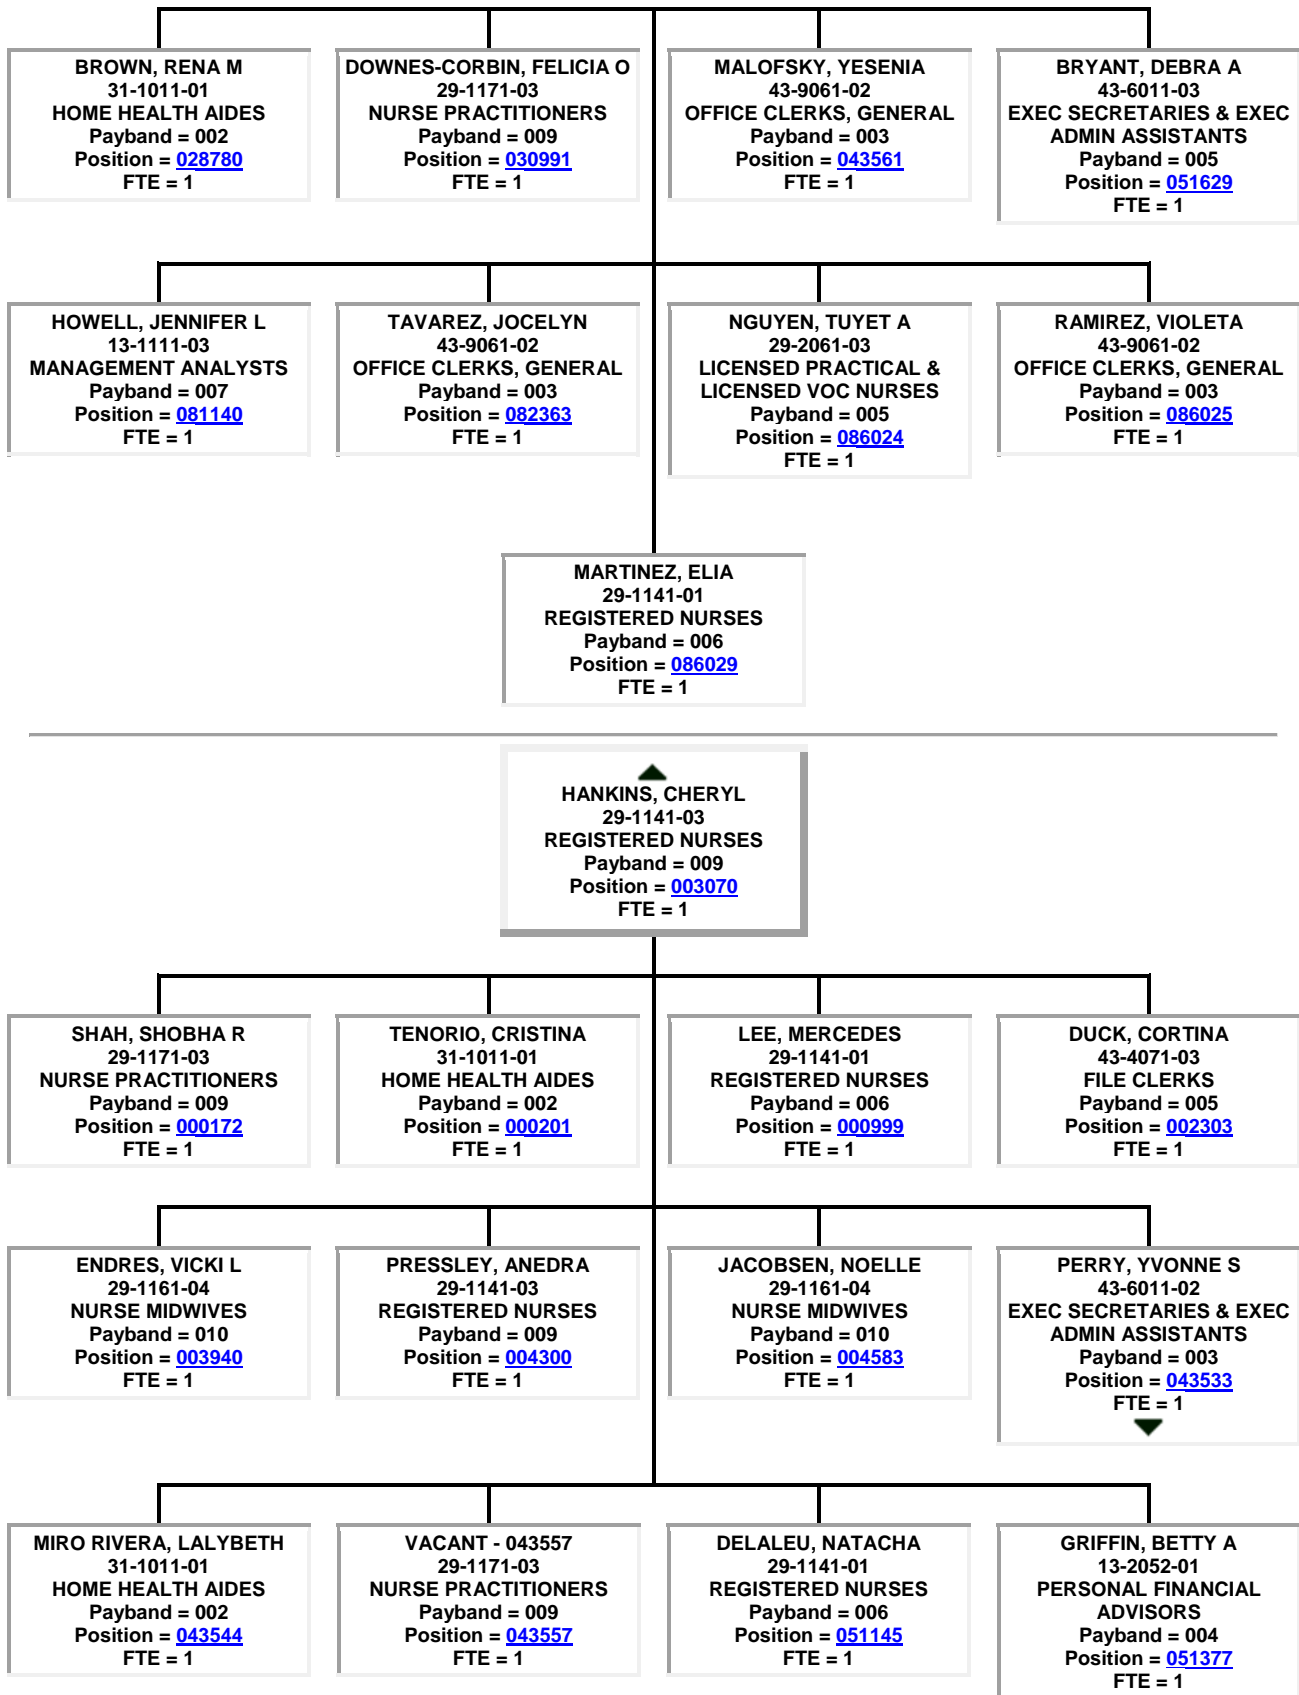 BROWN, RENA M
31-1011-01
HOME HEALTH AIDES
Payband = 002
Position = 028780
FTE = 1
DOWNES-CORBIN, FELICIA O
29-1171-03
NURSE PRACTITIONERS
Payband = 009
Position = 030991
FTE = 1
MALOFSKY, YESENIA
43-9061-02
OFFICE CLERKS, GENERAL
Payband = 003
Position = 043561
FTE = 1
BRYANT, DEBRA A
43-6011-03
EXEC SECRETARIES & EXEC
ADMIN ASSISTANTS
Payband = 005
Position = 051629
FTE = 1
HOWELL, JENNIFER L
13-1111-03
MANAGEMENT ANALYSTS
Payband = 007
Position = 081140
FTE = 1
TAVAREZ, JOCELYN
43-9061-02
OFFICE CLERKS, GENERAL
Payband = 003
Position = 082363
FTE = 1
NGUYEN, TUYET A
29-2061-03
LICENSED PRACTICAL &
LICENSED VOC NURSES
Payband = 005
Position = 086024
FTE = 1
RAMIREZ, VIOLETA
43-9061-02
OFFICE CLERKS, GENERAL
Payband = 003
Position = 086025
FTE = 1
MARTINEZ, ELIA
29-1141-01
REGISTERED NURSES
Payband = 006
Position = 086029
FTE = 1
HANKINS, CHERYL
29-1141-03
REGISTERED NURSES
Payband = 009
Position = 003070
FTE = 1
SHAH, SHOBHA R
29-1171-03
NURSE PRACTITIONERS
Payband = 009
Position = 000172
FTE = 1
TENORIO, CRISTINA
31-1011-01
HOME HEALTH AIDES
Payband = 002
Position = 000201
FTE = 1
LEE, MERCEDES
29-1141-01
REGISTERED NURSES
Payband = 006
Position = 000999
FTE = 1
DUCK, CORTINA
43-4071-03
FILE CLERKS
Payband = 005
Position = 002303
FTE = 1
ENDRES, VICKI L
29-1161-04
NURSE MIDWIVES
Payband = 010
Position = 003940
FTE = 1
PRESSLEY, ANEDRA
29-1141-03
REGISTERED NURSES
Payband = 009
Position = 004300
FTE = 1
JACOBSEN, NOELLE
29-1161-04
NURSE MIDWIVES
Payband = 010
Position = 004583
FTE = 1
PERRY, YVONNE S
43-6011-02
EXEC SECRETARIES & EXEC
ADMIN ASSISTANTS
Payband = 003
Position = 043533
FTE = 1
MIRO RIVERA, LALYBETH
31-1011-01
HOME HEALTH AIDES
Payband = 002
Position = 043544
FTE = 1
VACANT - 043557
29-1171-03
NURSE PRACTITIONERS
Payband = 009
Position = 043557
FTE = 1
DELALEU, NATACHA
29-1141-01
REGISTERED NURSES
Payband = 006
Position = 051145
FTE = 1
GRIFFIN, BETTY A
13-2052-01
PERSONAL FINANCIAL
ADVISORS
Payband = 004
Position = 051377
FTE = 1